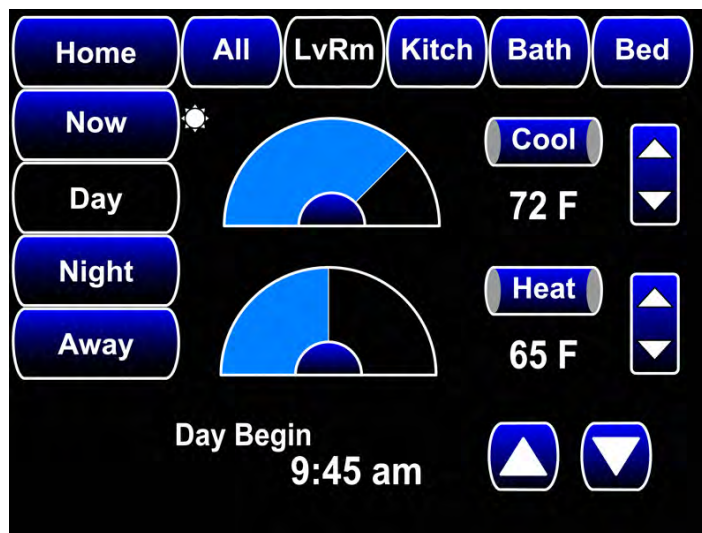 Home All LvRm Kitch Bath Bed
Now
Day
Night
Away
Cool
72 F
Heat
65 F
Day Begin
9:45 am